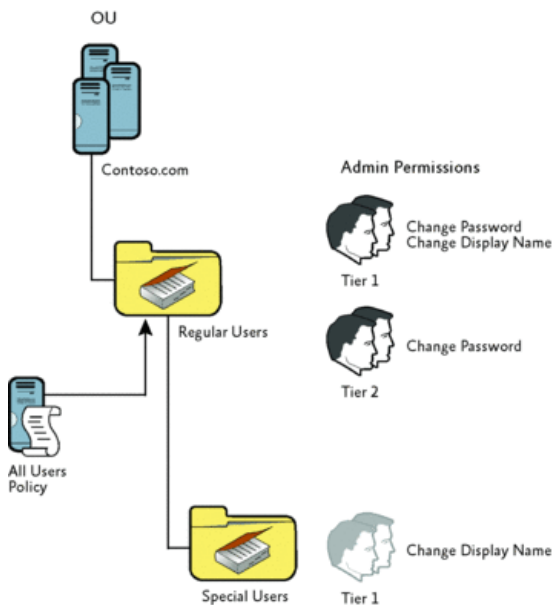 OU
Contoso.com
Admin Permissions
Change Password
Change Display Name
Tier 1
Regular Users
Change Password
Tier 2
All Users
Policy
Change Display Name
Special Users
Tier 1